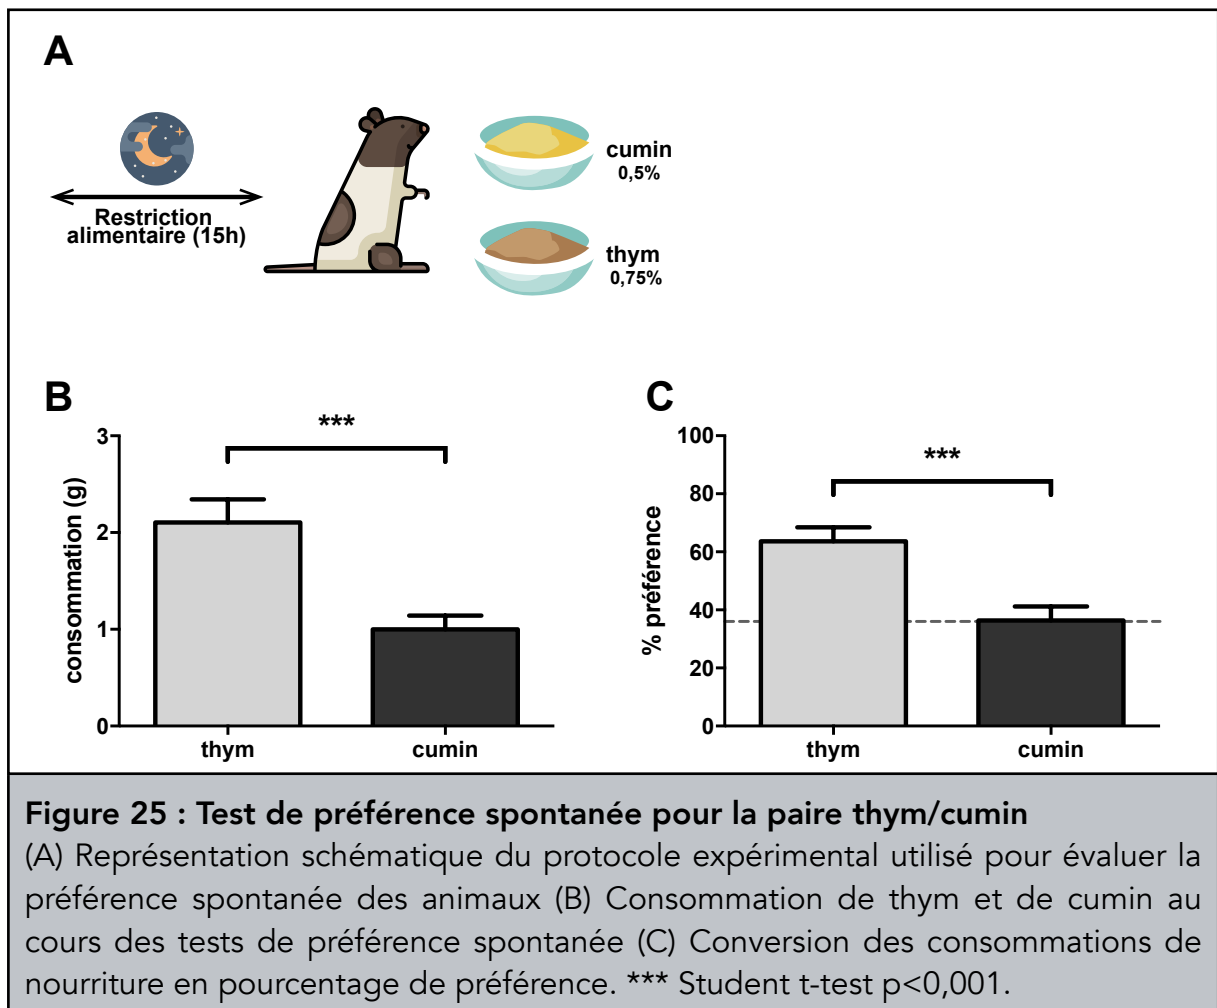 A
Restriction
alimentaire (15h)
cumin
0,5%
thym
0,75%
B
***
consommation (g)
3
2
1
0
thym
cumin
C
***
% préférence
100
80
60
40
20
0
thym
cumin
Figure 25 : Test de préférence spontanée pour la paire thym/cumin
(A) Représentation schématique du protocole expérimental utilisé pour évaluer la
préférence spontanée des animaux (B) Consommation de thym et de cumin au
cours des tests de préférence spontanée (C) Conversion des consommations de
nourriture en pourcentage de préférence. *** Student t-test p<0,001.